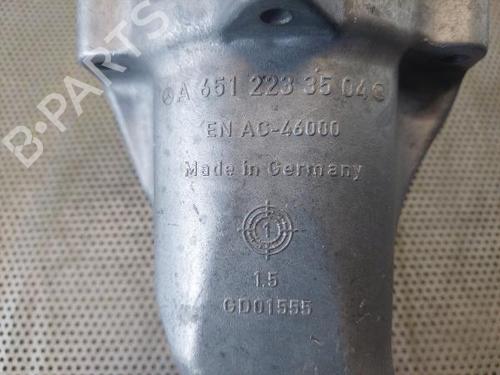 A 651 223 35 04
EN AC-46000
Made in Germany
1
1.5
GD01555
B-PARTS